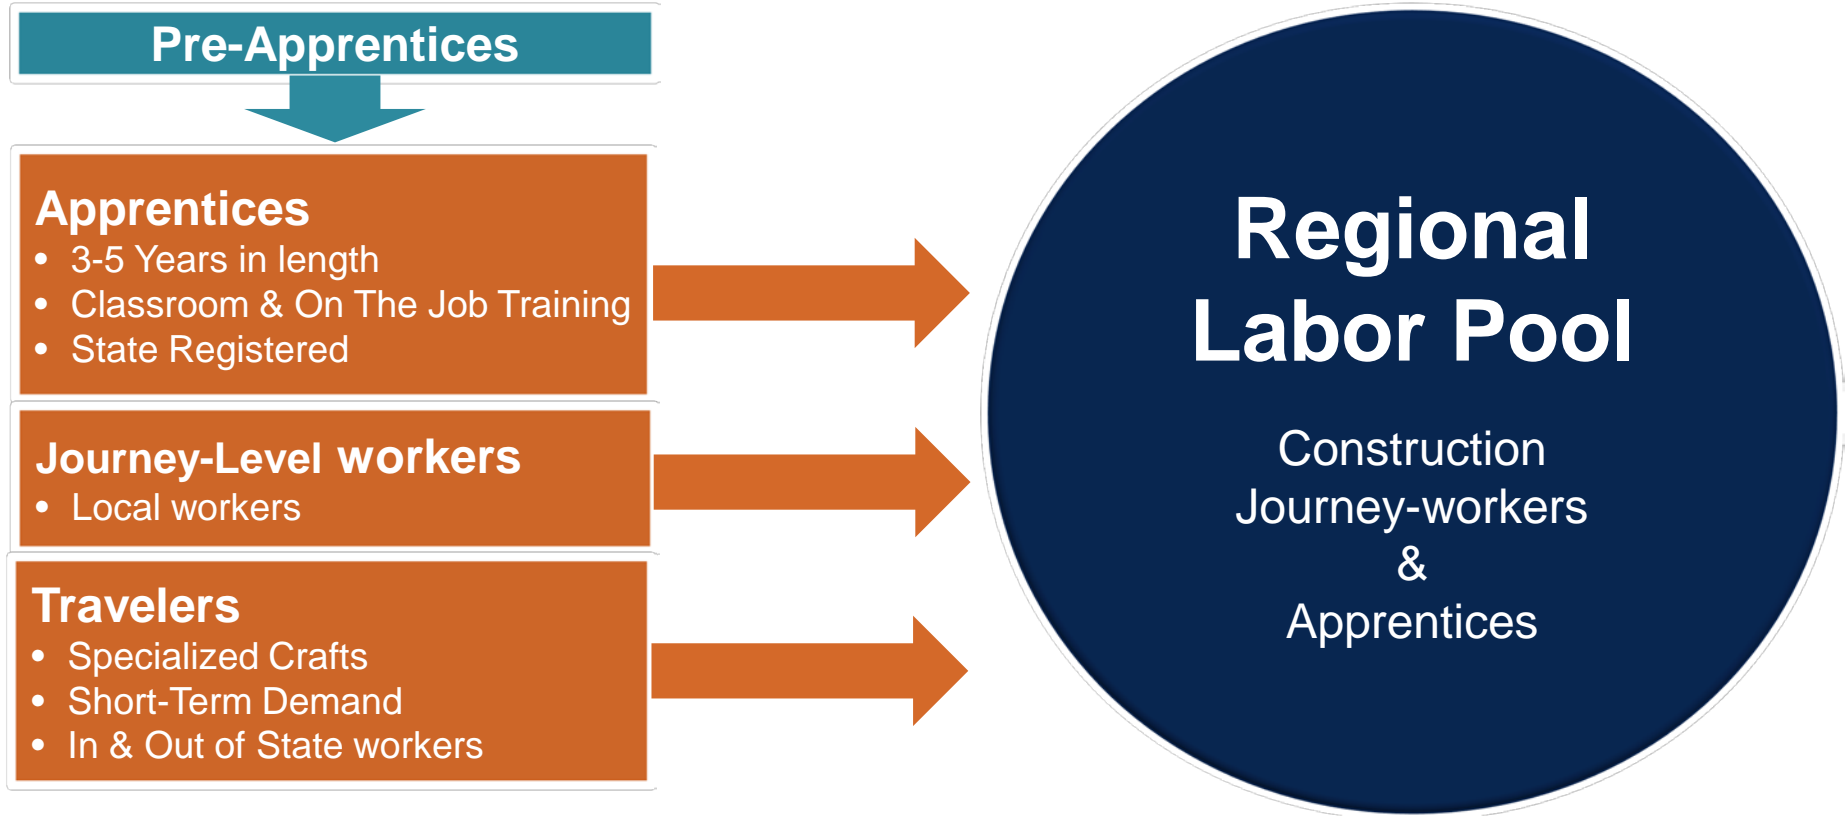 Pre-Apprentices
Apprentices
• 3-5 Years in length
• Classroom & On The Job Training
• State Registered
Journey-Level workers
• Local workers
Travelers
• Specialized Crafts
• Short-Term Demand
• In & Out of State workers
Regional
Labor Pool
Construction
Journey-workers
&
Apprentices